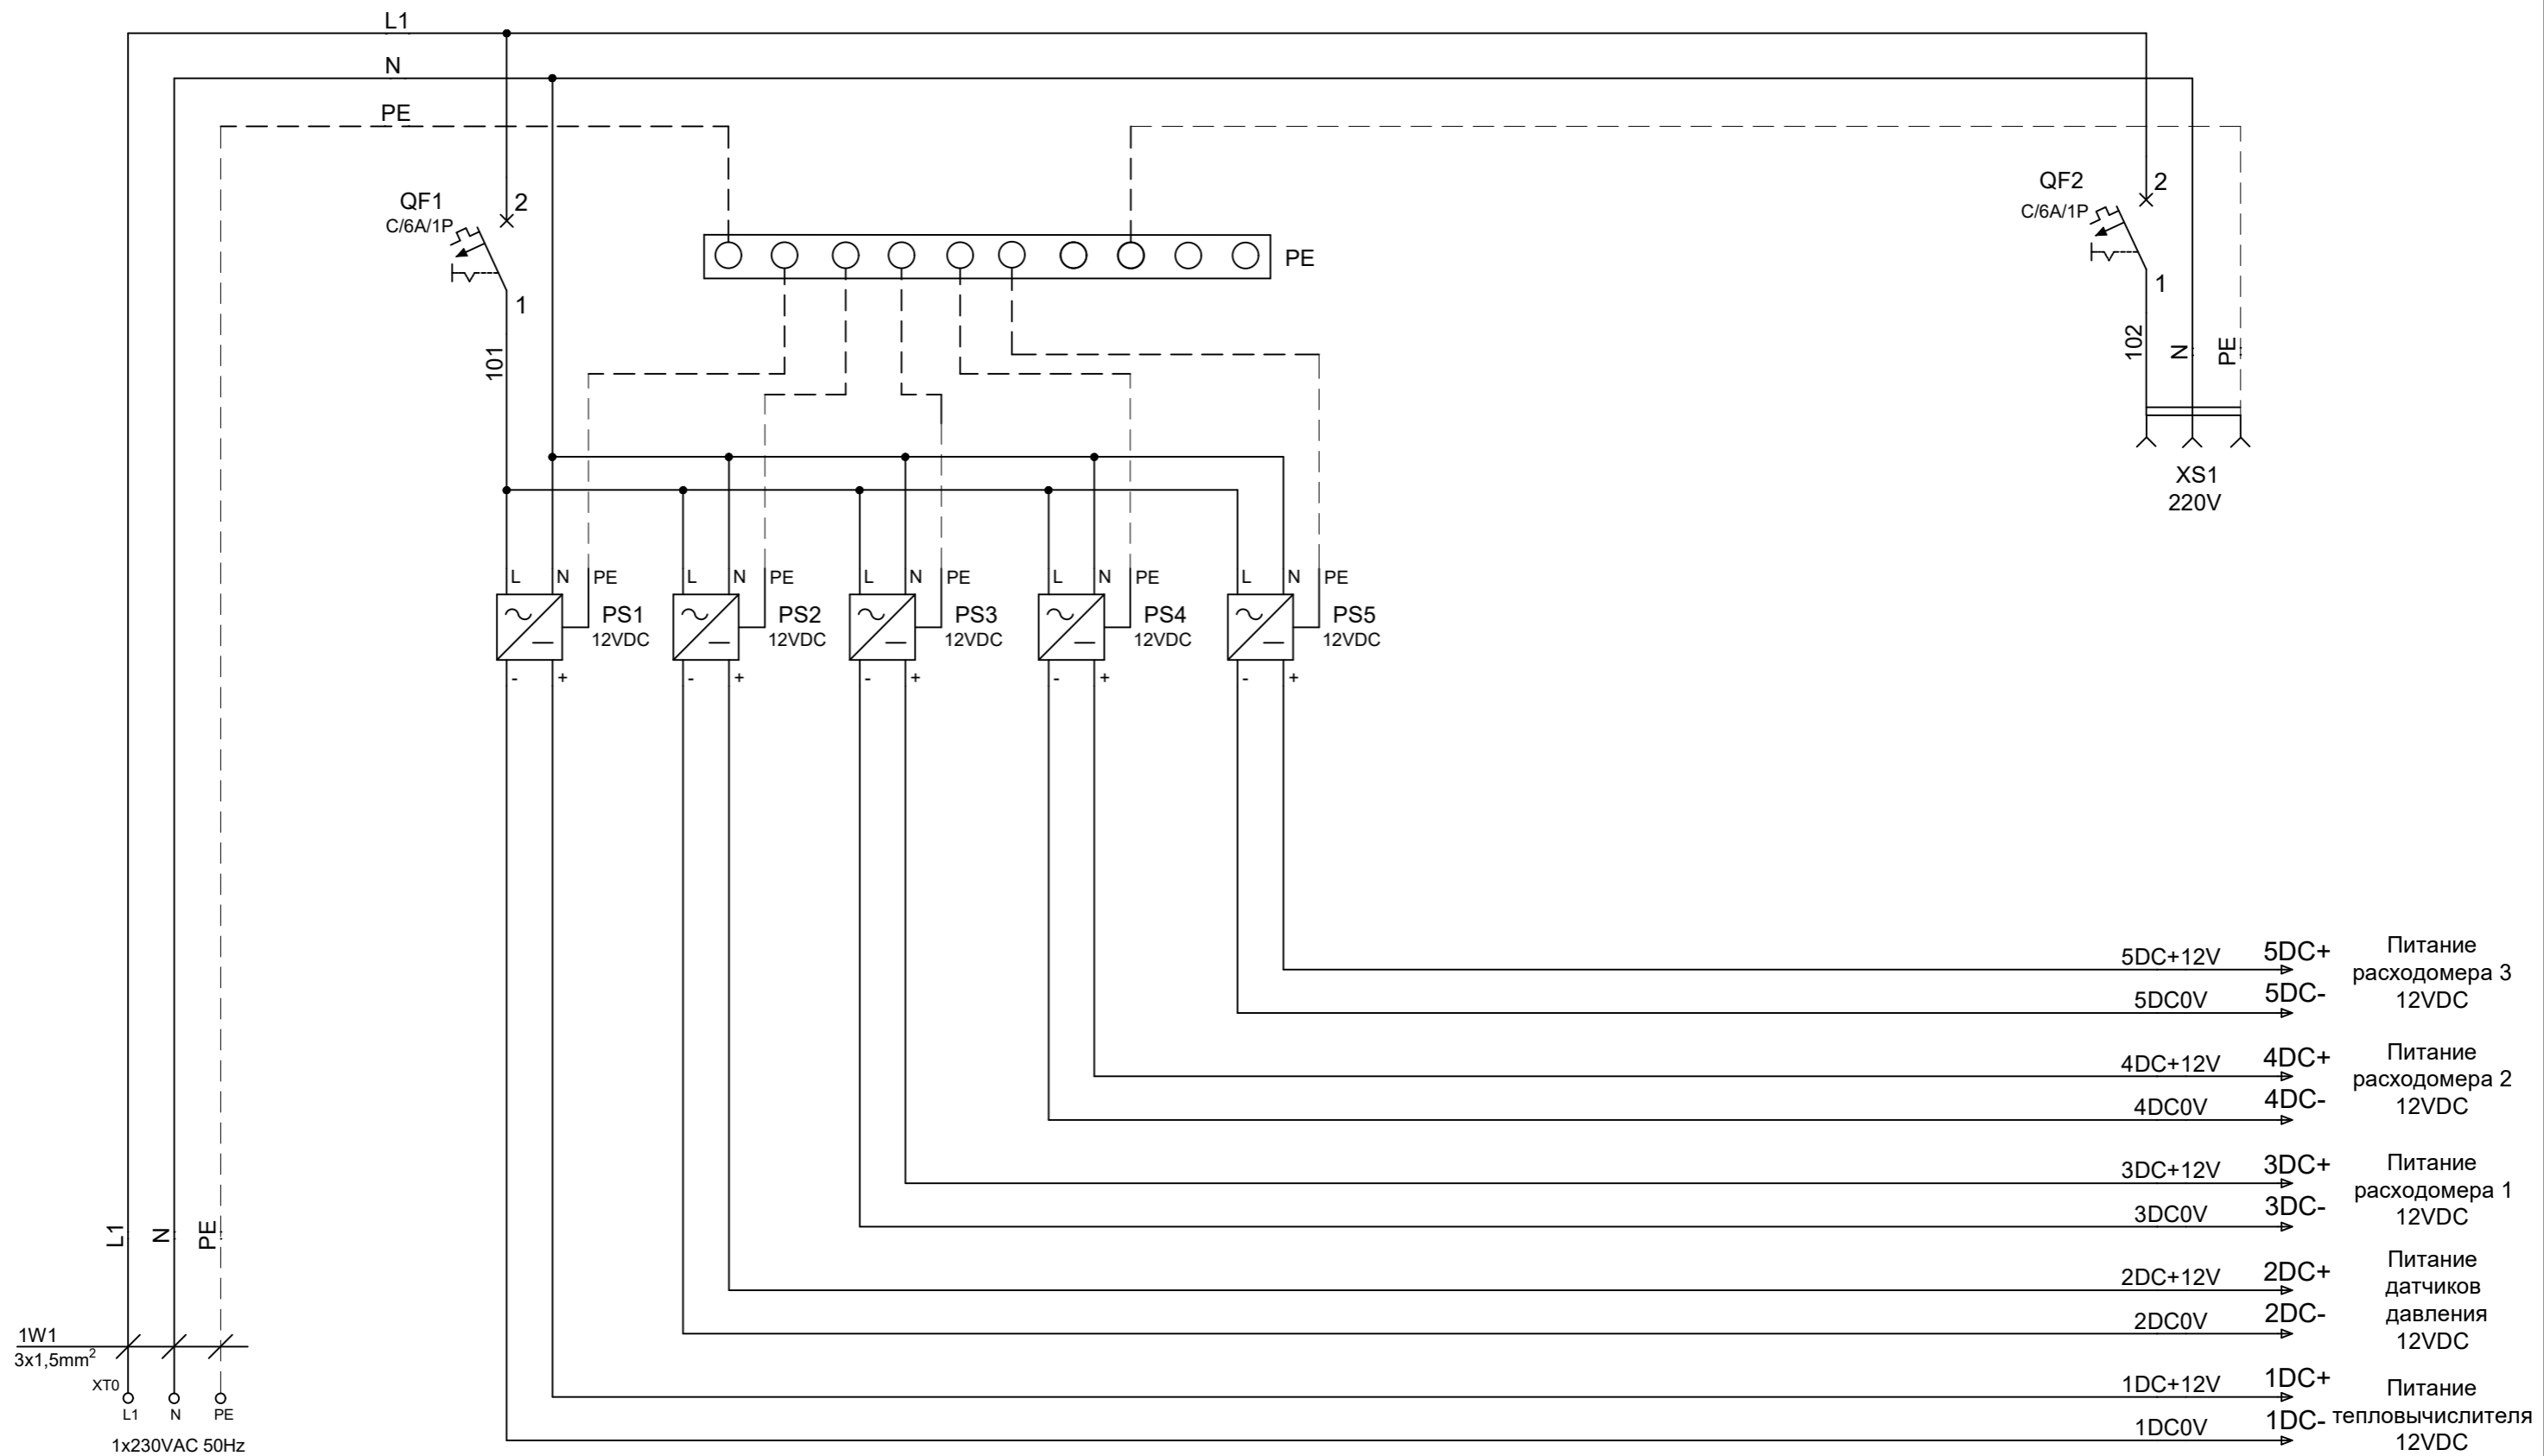 L1
N
PE
QF1
C/6A/1P
2
1
101
PE
QF2
C/6A/1P
2
1
102
N
PE
XS1
220V
L
N
PE
L
N
PE
L
N
PE
L
N
PE
L
N
PE
PS1
12VDC
PS2
12VDC
PS3
12VDC
PS4
12VDC
PS5
12VDC
- +
- +
- +
- +
- +
5DC+12V
5DC+
5DC0V
5DC-
Питание
расходомера 3
12VDC
4DC+12V
4DC+
4DC0V
4DC-
Питание
расходомера 2
12VDC
3DC+12V
3DC+
3DC0V
3DC-
Питание
расходомера 1
12VDC
2DC+12V
2DC+
2DC0V
2DC-
Питание
датчиков
давления
12VDC
1DC+12V
1DC+
1DC0V
1DC-
Питание
тепловычислителя
12VDC
L1
N
PE
1W1
3x1,5mm²
XT0
L1
N
PE
1x230VAC 50Hz